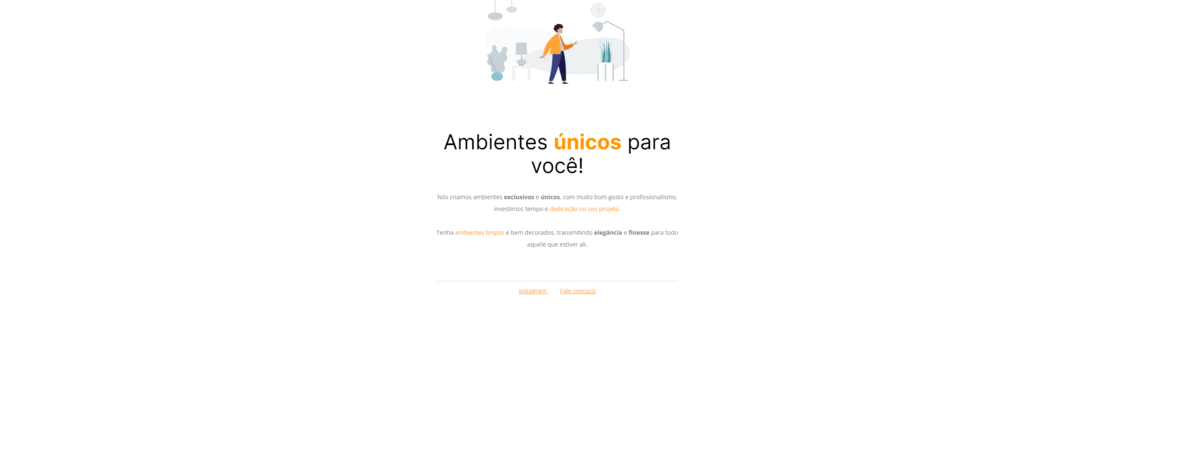 Ambientes únicos para
você!
Nós criamos ambientes exclusivos e únicos, com muito bom gosto e profissionalismo,
investimos tempo e dedicação no seu projeto.
Tenha ambientes limpos e bem decorados, transmitindo elegância e finesse para todo
aquele que estiver ali.
Instagram Fale conosco